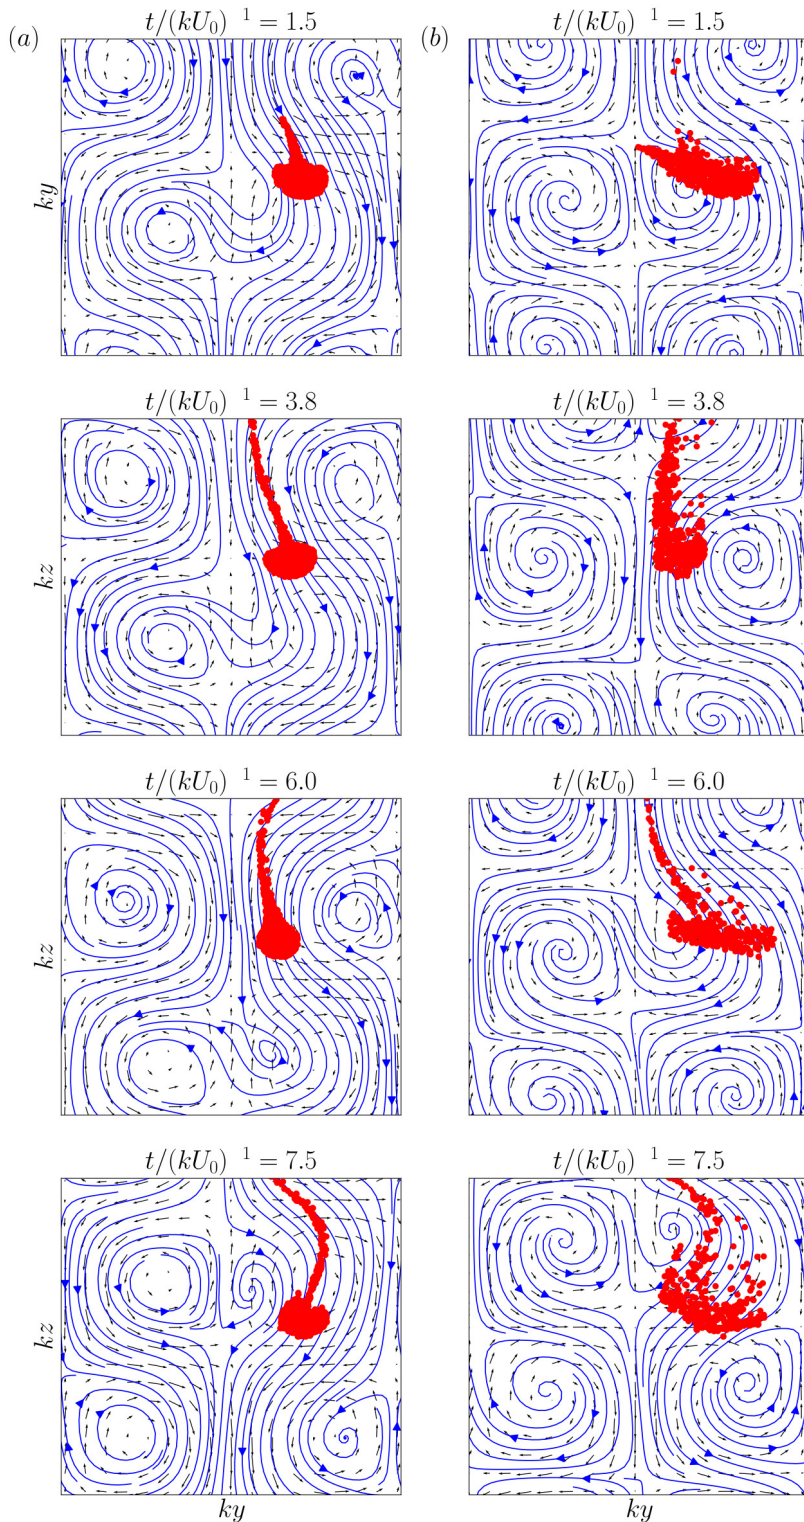 (a) t/(kU₀) ¹ = 1.5 (b) t/(kU₀) ¹ = 1.5
ky
t/(kU₀) ¹ = 3.8 t/(kU₀) ¹ = 3.8
kz
t/(kU₀) ¹ = 6.0 t/(kU₀) ¹ = 6.0
kz
t/(kU₀) ¹ = 7.5 t/(kU₀) ¹ = 7.5
kz
ky ky